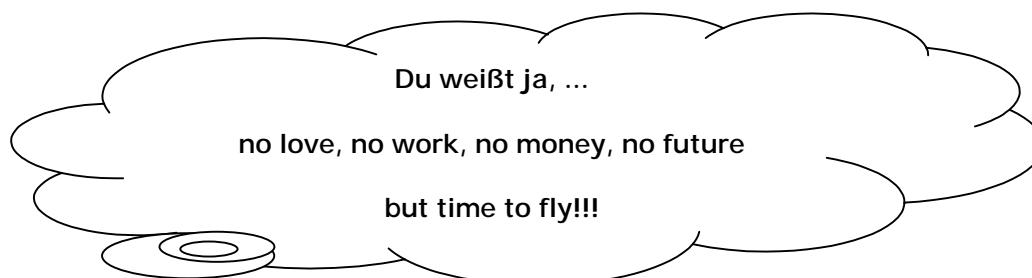 Du weißt ja, ...
no love, no work, no money, no future
but time to fly!!!